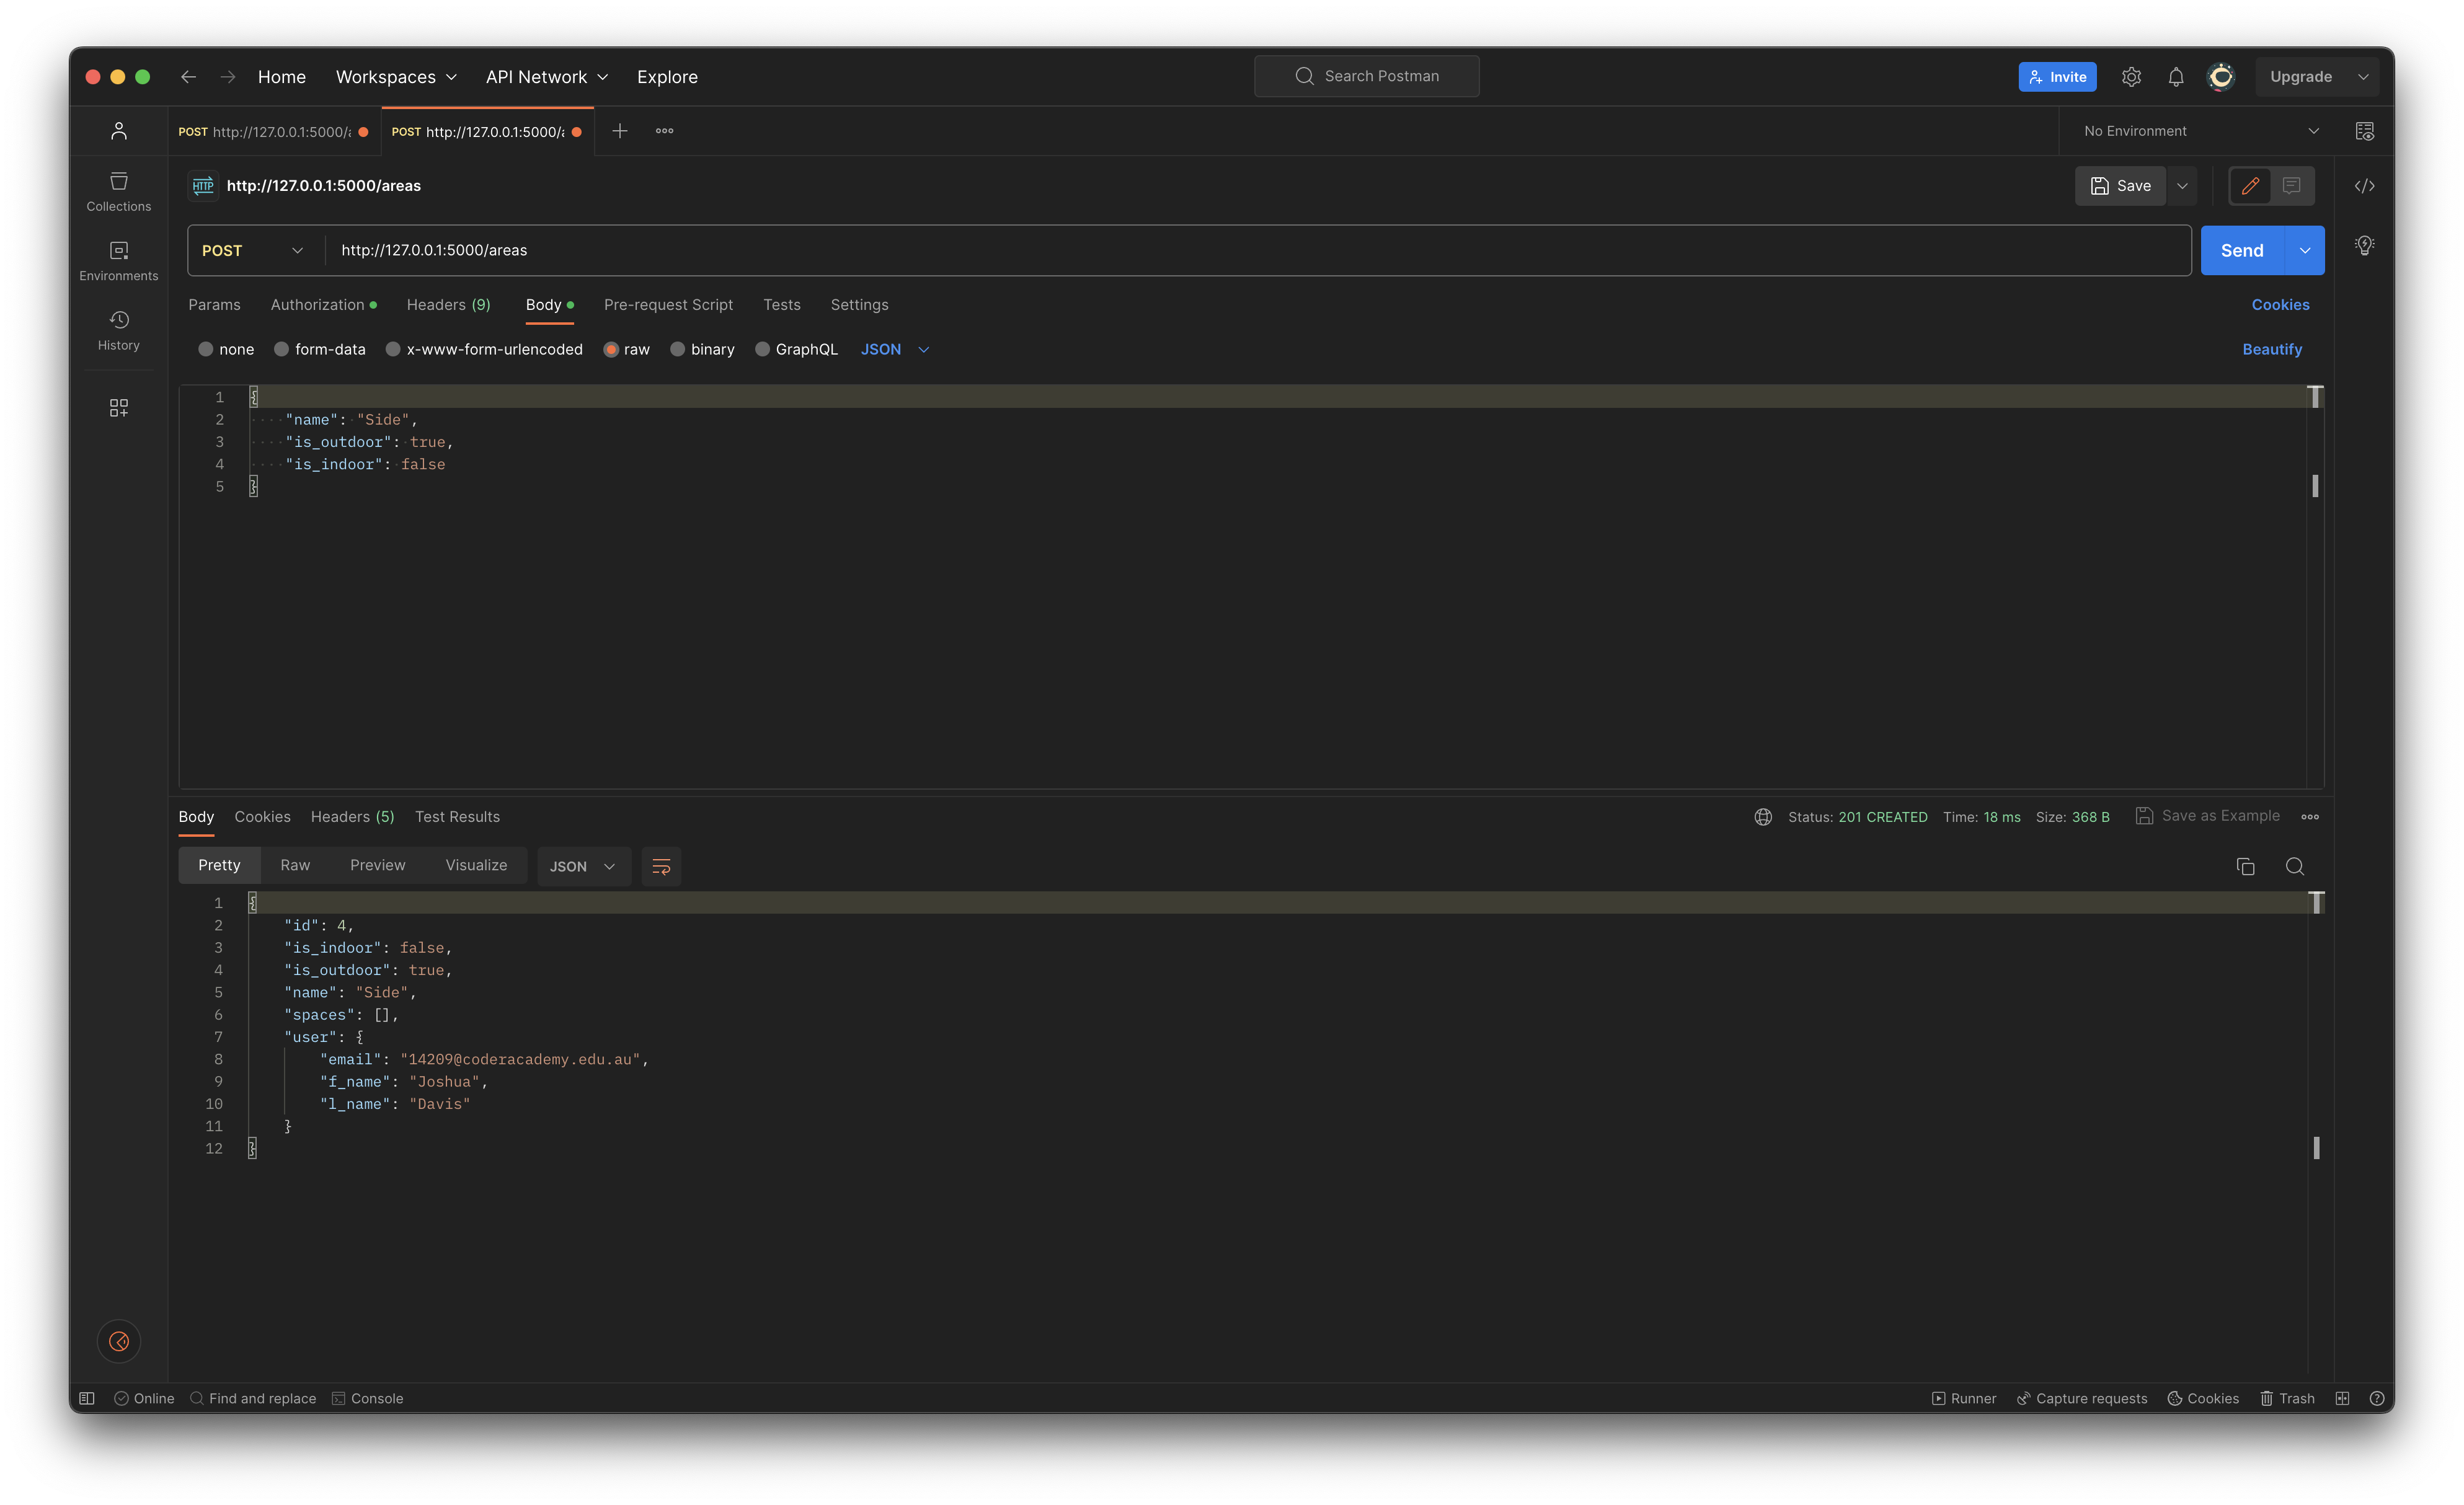 Home Workspaces API Network Explore Search Postman Invite Upgrade
POST http://127.0.0.1:5000/a POST http://127.0.0.1:5000/a No Environment
HTTP http://127.0.0.1:5000/areas Save
Collections
Environments
History
POST http://127.0.0.1:5000/areas Send
Params Authorization Headers (9) Body Pre-request Script Tests Settings Cookies
none form-data x-www-form-urlencoded raw binary GraphQL JSON Beautify
1 {
2 "name": "Side",
3 "is_outdoor": true,
4 "is_indoor": false
5 }
Body Cookies Headers (5) Test Results Status: 201 CREATED Time: 18 ms Size: 368 B Save as Example
Pretty Raw Preview Visualize JSON
1 {
2 "id": 4,
3 "is_indoor": false,
4 "is_outdoor": true,
5 "name": "Side",
6 "spaces": [],
7 "user": {
8 "email": "14209@coderacademy.edu.au",
9 "f_name": "Joshua",
10 "l_name": "Davis"
11 }
12 }
Online Find and replace Console Runner Capture requests Cookies Trash